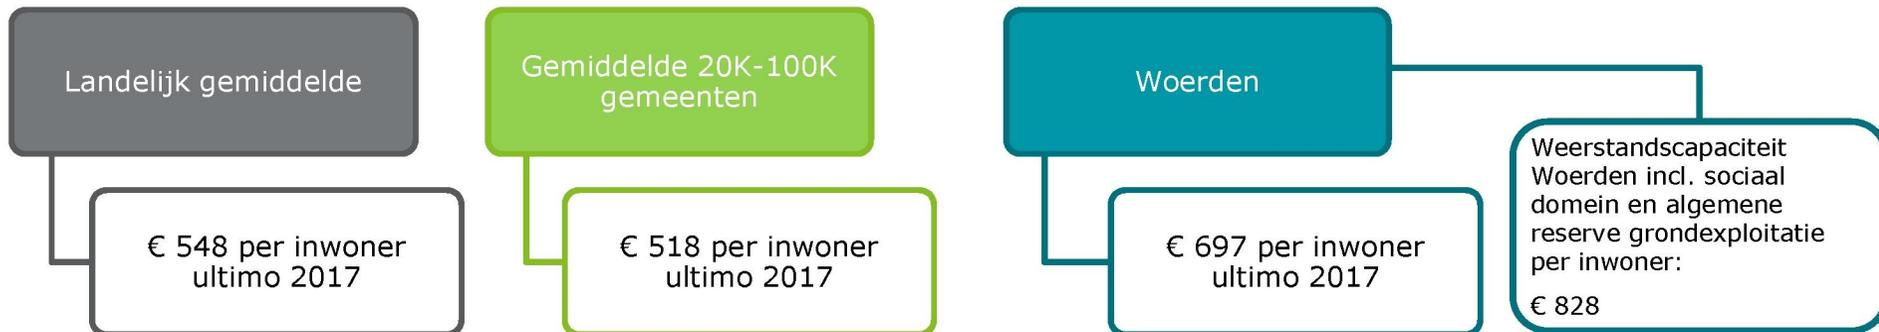 Landelijk gemiddelde
€ 548 per inwoner
ultimo 2017
Gemiddelde 20K-100K
gemeenten
€ 518 per inwoner
ultimo 2017
Woerden
€ 697 per inwoner
ultimo 2017
Weerstandscapaciteit
Woerden incl. sociaal
domein en algemene
reserve grondexploitatie
per inwoner:
€ 828